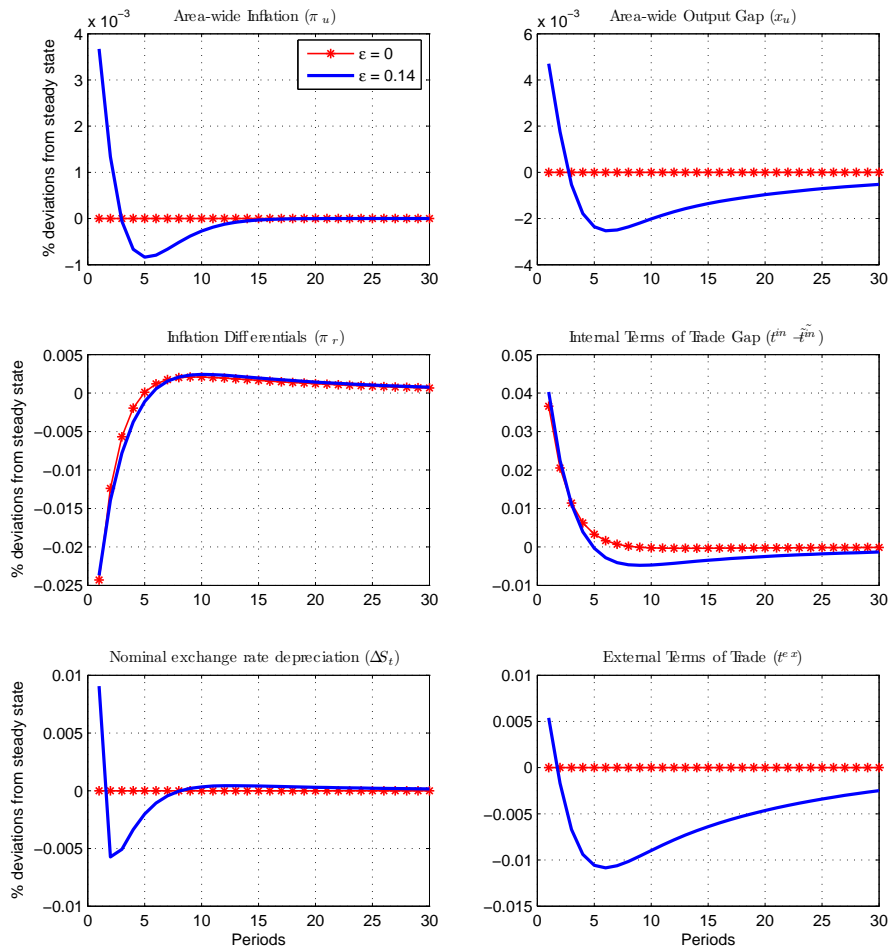 Area-wide Inflation (π u)
x 10⁻³
% deviations from steady state
4
3
2
1
0
−1
0 5 10 15 20 25 30
ε = 0
ε = 0.14
Area-wide Output Gap (x u)
x 10⁻³
6
4
2
0
−2
−4
0 5 10 15 20 25 30
Inflation Differentials (π r)
% deviations from steady state
0.005
0
−0.005
−0.01
−0.015
−0.02
−0.025
0 5 10 15 20 25 30
Internal Terms of Trade Gap (t^in − t̃^in)
0.05
0.04
0.03
0.02
0.01
0
−0.01
0 5 10 15 20 25 30
Nominal exchange rate depreciation (ΔS_t)
% deviations from steady state
0.01
0.005
0
−0.005
−0.01
0 5 10 15 20 25 30
Periods
External Terms of Trade (t^ex)
0.01
0.005
0
−0.005
−0.01
−0.015
0 5 10 15 20 25 30
Periods